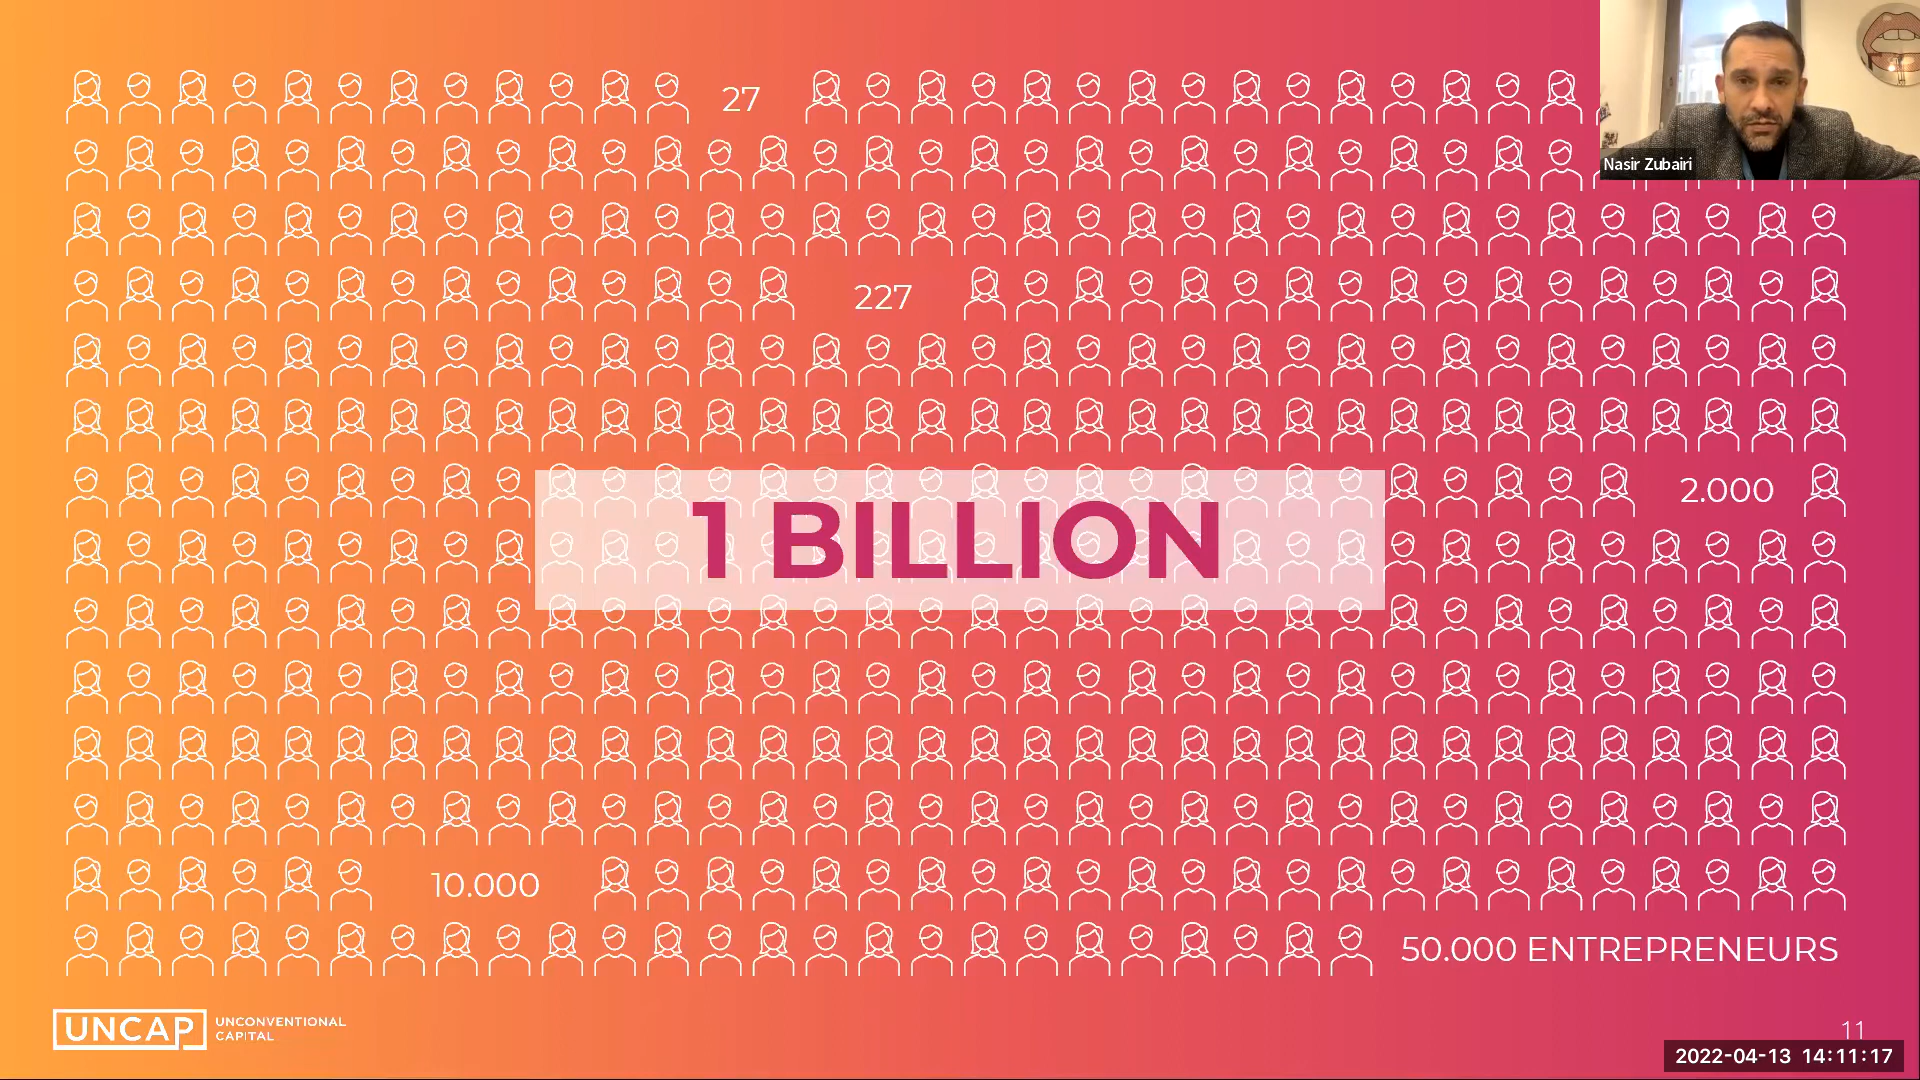 27
Nasir Zubairi
227
2.000
1 BILLION
10.000
50.000 ENTREPRENEURS
UNCAP
UNCONVENTIONAL
CAPITAL
11
2022-04-13 14:11:17